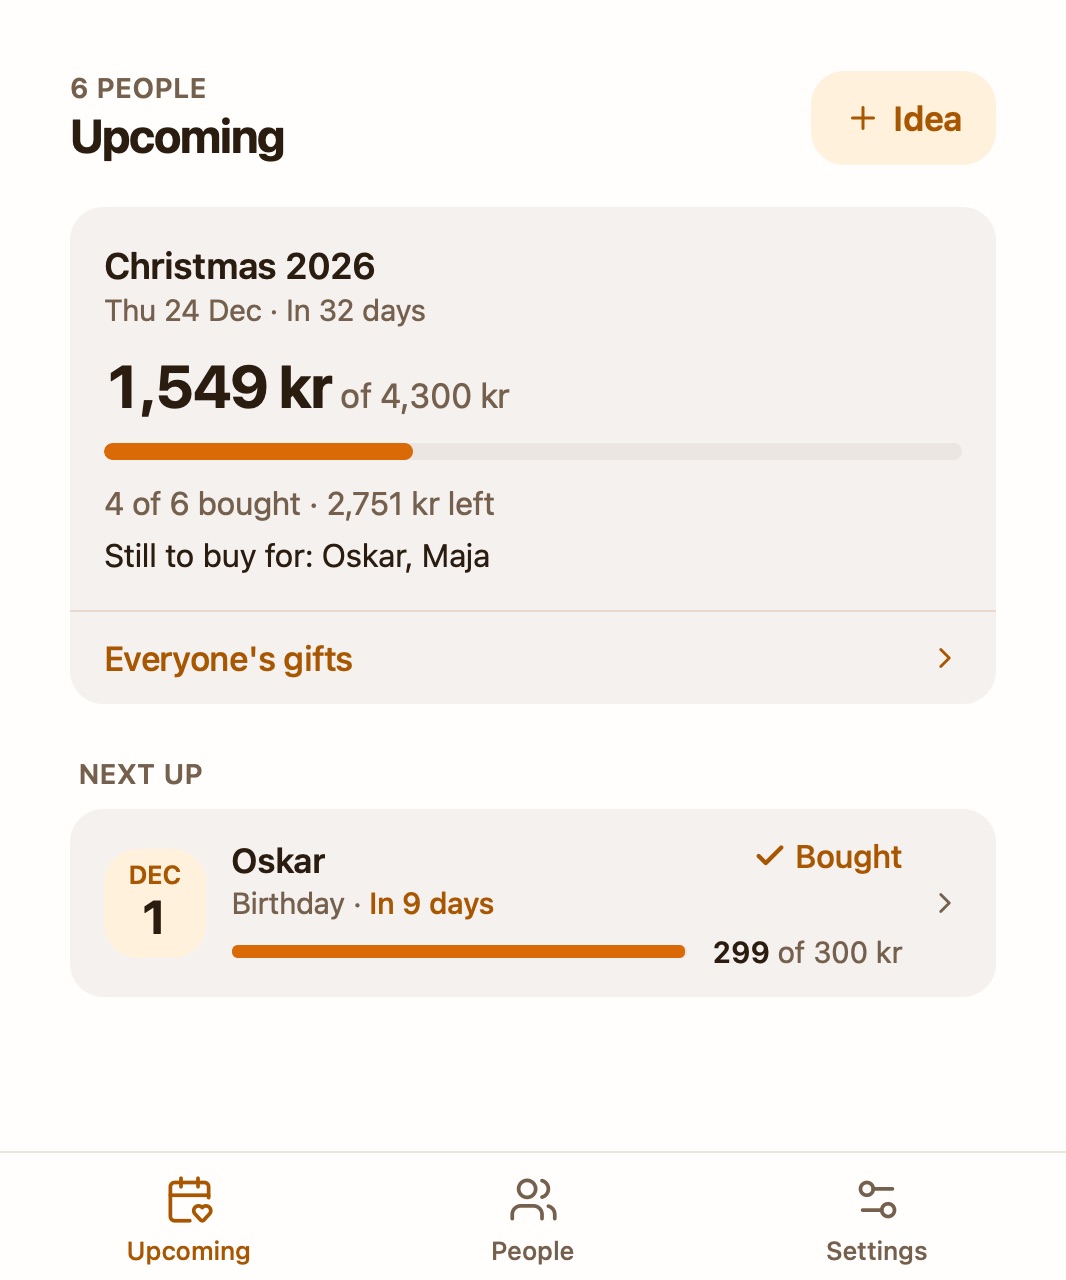 6 PEOPLE
Upcoming
+ Idea
Christmas 2026
Thu 24 Dec · In 32 days
1,549 kr of 4,300 kr
4 of 6 bought · 2,751 kr left
Still to buy for: Oskar, Maja
Everyone's gifts
NEXT UP
DEC
1
Oskar
Birthday · In 9 days
Bought
299 of 300 kr
Upcoming
People
Settings